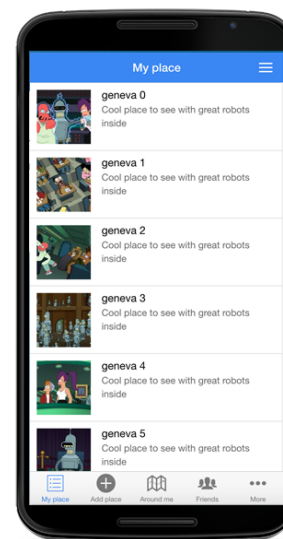 My place
geneva 0
Cool place to see with great robots
inside
geneva 1
Cool place to see with great robots
inside
geneva 2
Cool place to see with great robots
inside
geneva 3
Cool place to see with great robots
inside
geneva 4
Cool place to see with great robots
inside
geneva 5
Cool place to see with great robots
inside
My place Add place Around me Friends More